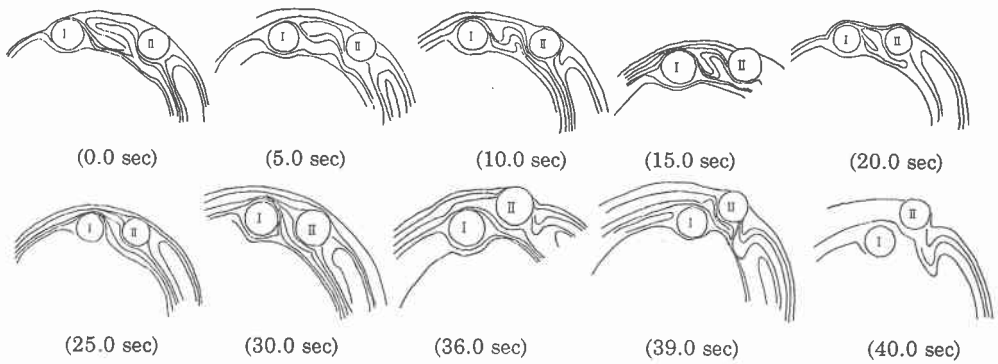 I II I II I II I II I II
(0.0 sec) (5.0 sec) (10.0 sec) (15.0 sec) (20.0 sec)
I II I II I II I II I II
(25.0 sec) (30.0 sec) (36.0 sec) (39.0 sec) (40.0 sec)